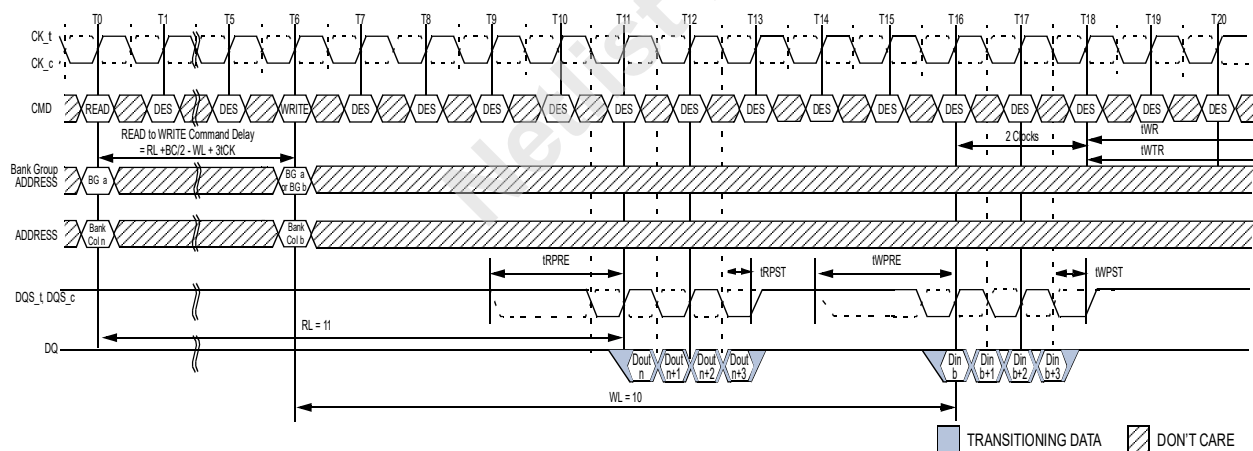 T0 T1 T5 T6 T7 T8 T9 T10 T11 T12 T13 T14 T15 T16 T17 T18 T19 T20
CK_t
CK_c
CMD READ DES DES WRITE DES DES DES DES DES DES DES DES DES DES DES DES DES DES
READ to WRITE Command Delay
= RL +BC/2 - WL + 3tCK
2 Clocks
tWR
tWTR
Bank Group
ADDRESS
BG a
BG a
or BG b
ADDRESS
Bank
Col n
Bank
Col b
tRPRE tRPST tWPRE tWPST
DQS_t, DQS_c
RL = 11
DQ
Dout
n
Dout
n+1
Dout
n+2
Dout
n+3
Din
b
Din
b+1
Din
b+2
Din
b+3
WL = 10
TRANSITIONING DATA DON'T CARE
Netlist